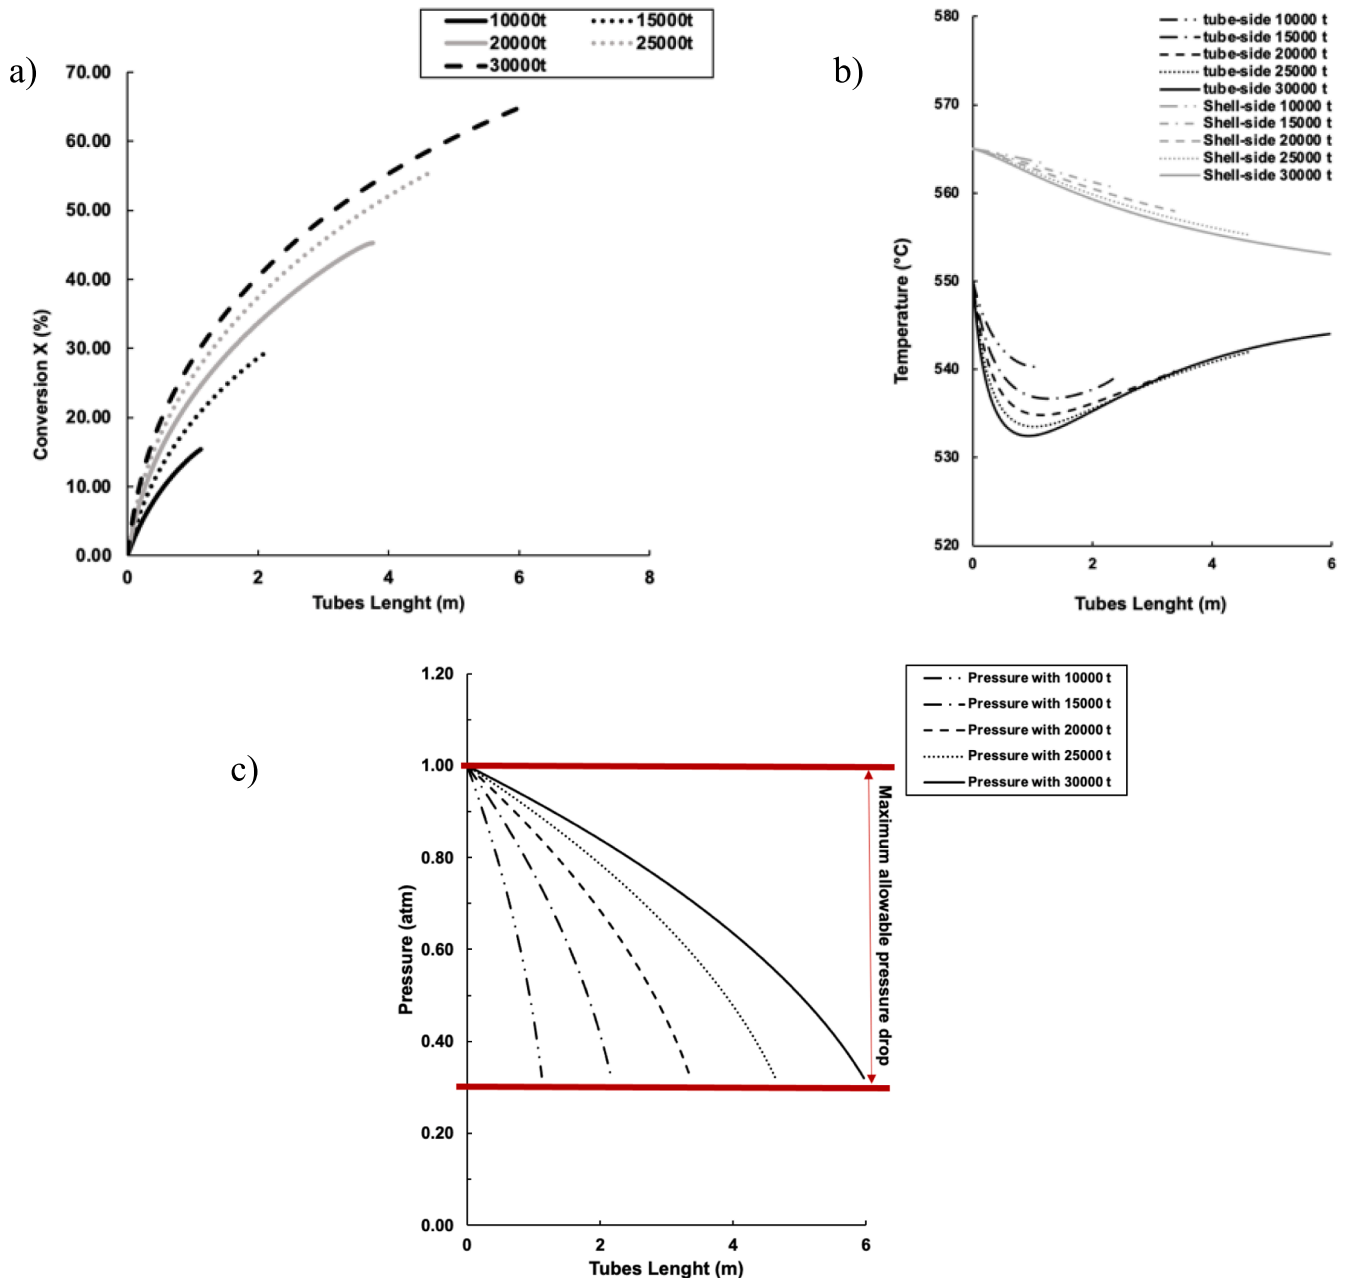 a)
10000t
15000t
20000t
25000t
30000t
70.00
60.00
50.00
40.00
30.00
20.00
10.00
0.00
Conversion X (%)
0 2 4 6 8
Tubes Lenght (m)
b)
tube-side 10000 t
tube-side 15000 t
tube-side 20000 t
tube-side 25000 t
tube-side 30000 t
Shell-side 10000 t
Shell-side 15000 t
Shell-side 20000 t
Shell-side 25000 t
Shell-side 30000 t
580
570
560
550
540
530
520
Temperature (°C)
0 2 4 6
Tubes Lenght (m)
c)
Pressure with 10000 t
Pressure with 15000 t
Pressure with 20000 t
Pressure with 25000 t
Pressure with 30000 t
1.20
1.00
0.80
0.60
0.40
0.20
0.00
Pressure (atm)
Maximum allowable pressure drop
0 2 4 6
Tubes Lenght (m)